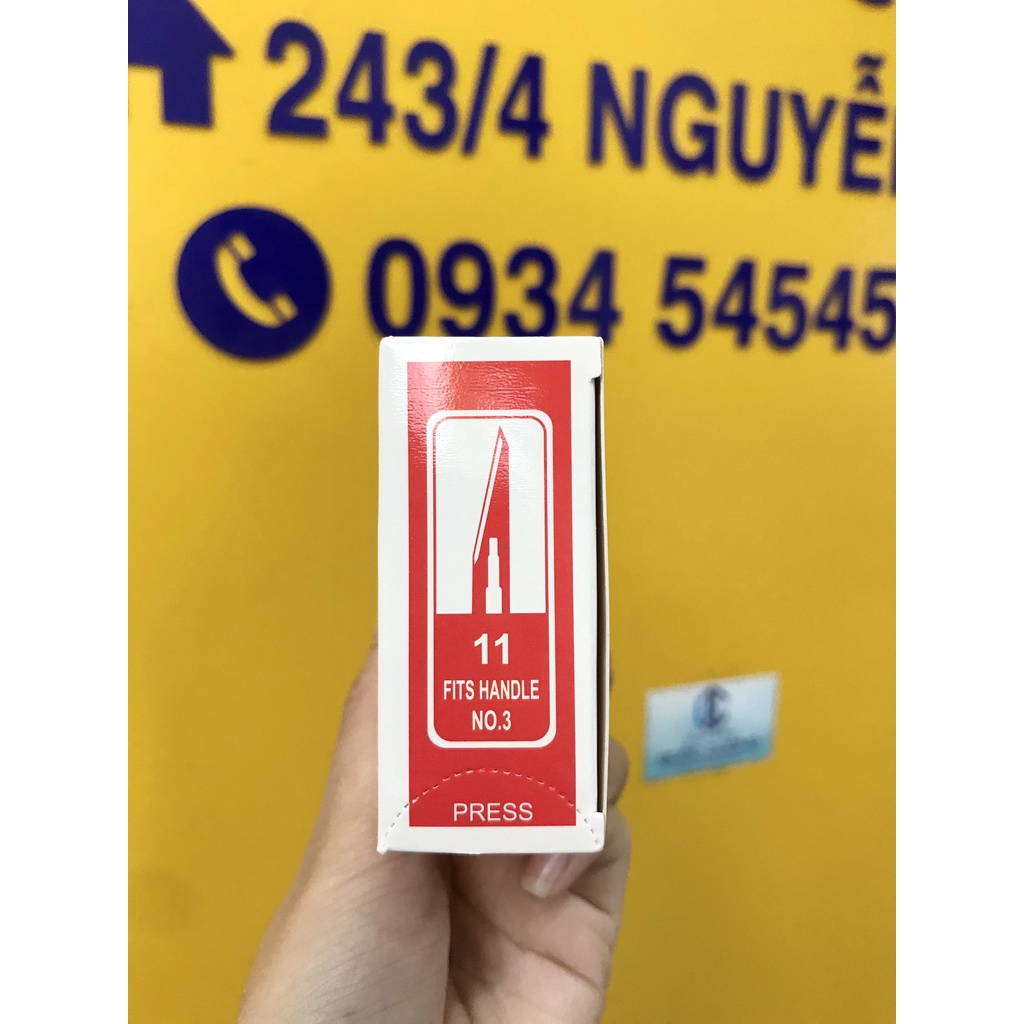 243/4 NGUYỄ
0934 54545
11
FITS HANDLE
NO.3
PRESS